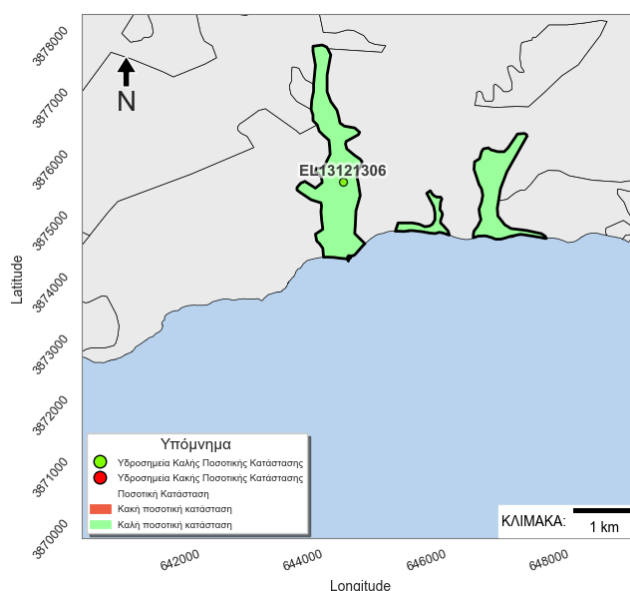 3878000
3877000
3876000
3875000
3874000
3873000
3872000
3871000
3870000
Latitude
N
EL13121306
Υπόμνημα
Υδροσημεία Καλής Ποσοτικής Κατάστασης
Υδροσημεία Κακής Ποσοτικής Κατάστασης
Ποσοτική Κατάσταση
Κακή ποσοτική κατάσταση
Καλή ποσοτική κατάσταση
ΚΛΙΜΑΚΑ:
1 km
642000
644000
646000
648000
Longitude